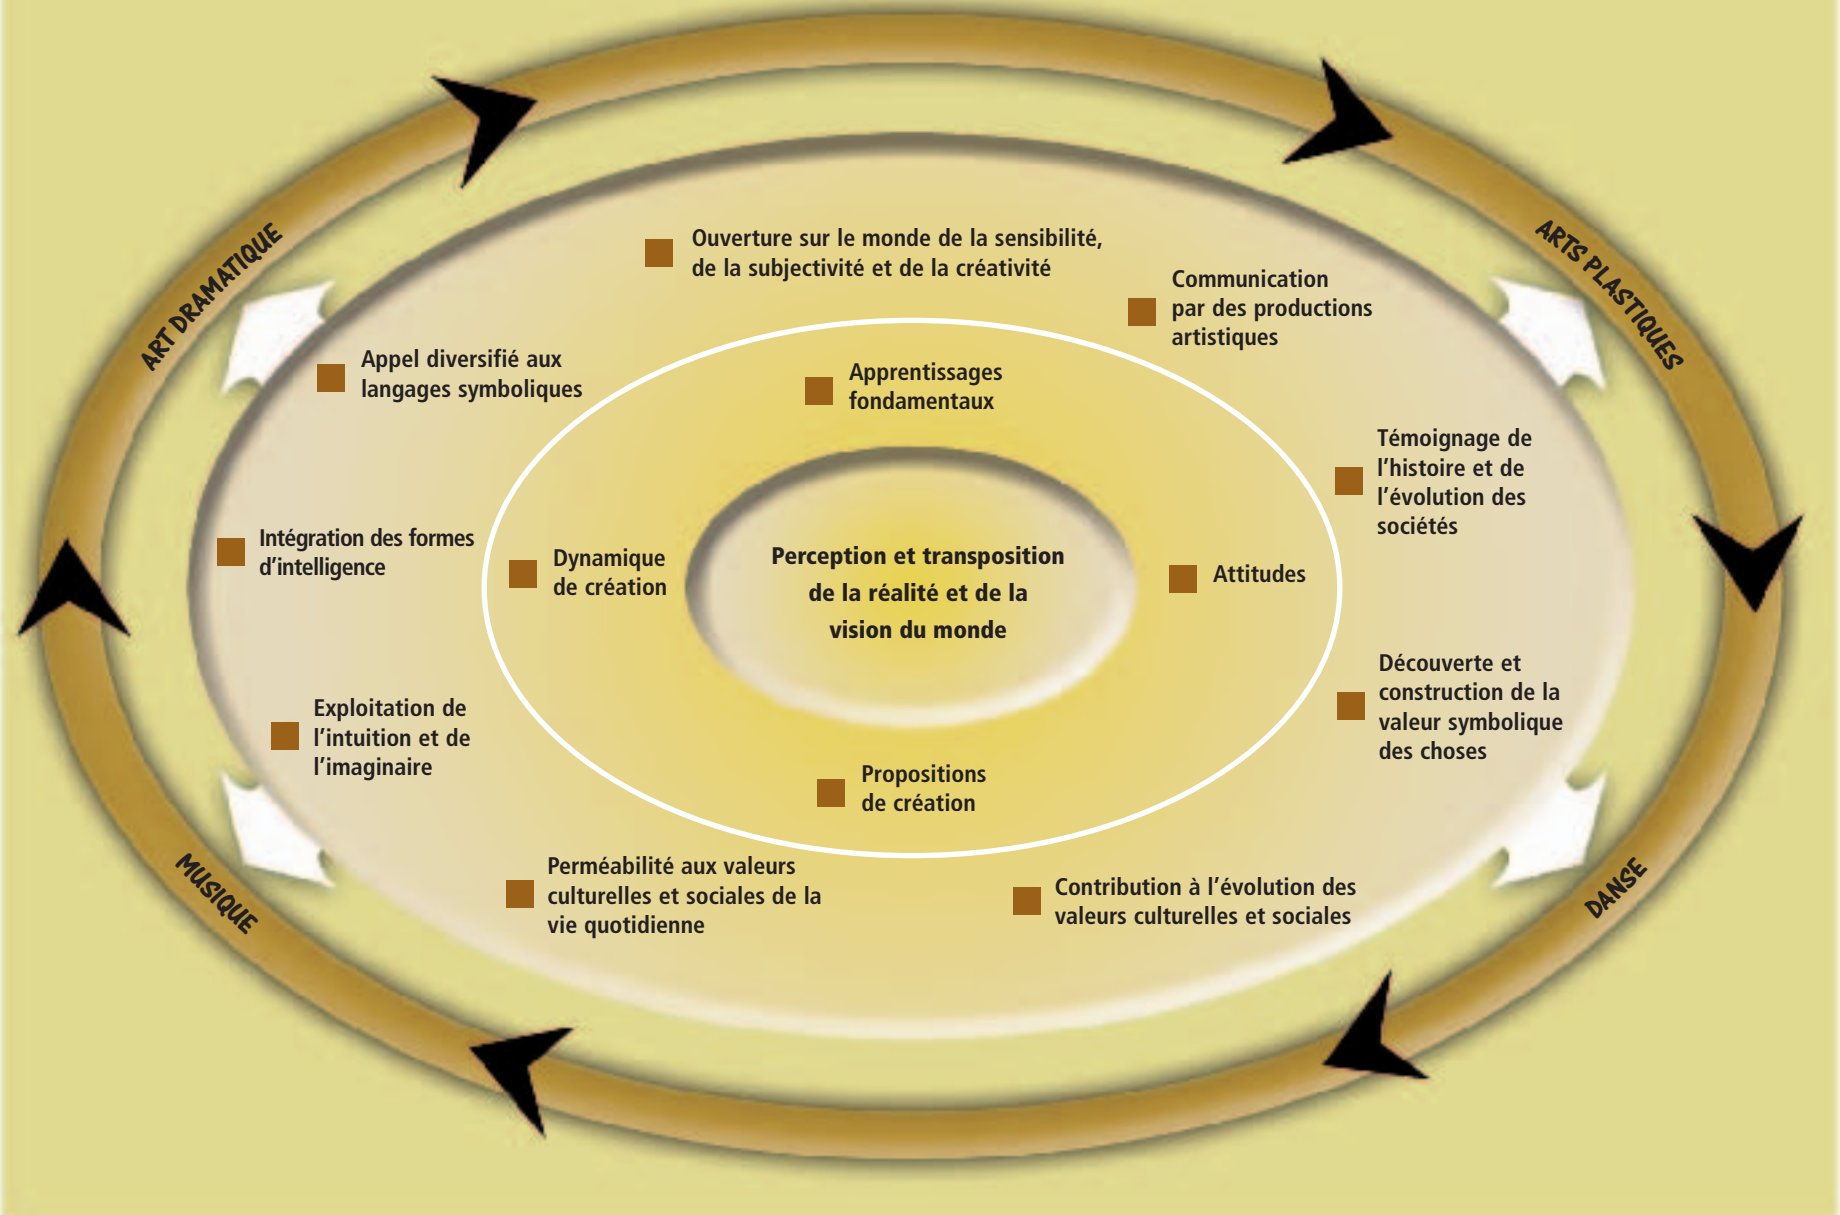 ART DRAMATIQUE
ARTS PLASTIQUES
Ouverture sur le monde de la sensibilité,
de la subjectivité et de la créativité
Communication
par des productions
artistiques
Appel diversifié aux
langages symboliques
Apprentissages
fondamentaux
Témoignage de
l'histoire et de
l'évolution des
sociétés
Intégration des formes
d'intelligence
Dynamique
de création
Perception et transposition
de la réalité et de la
vision du monde
Attitudes
Exploitation de
l'intuition et de
l'imaginaire
Découverte et
construction de la
valeur symbolique
des choses
Propositions
de création
Perméabilité aux valeurs
culturelles et sociales de la
vie quotidienne
Contribution à l'évolution des
valeurs culturelles et sociales
MUSIQUE
DANSE